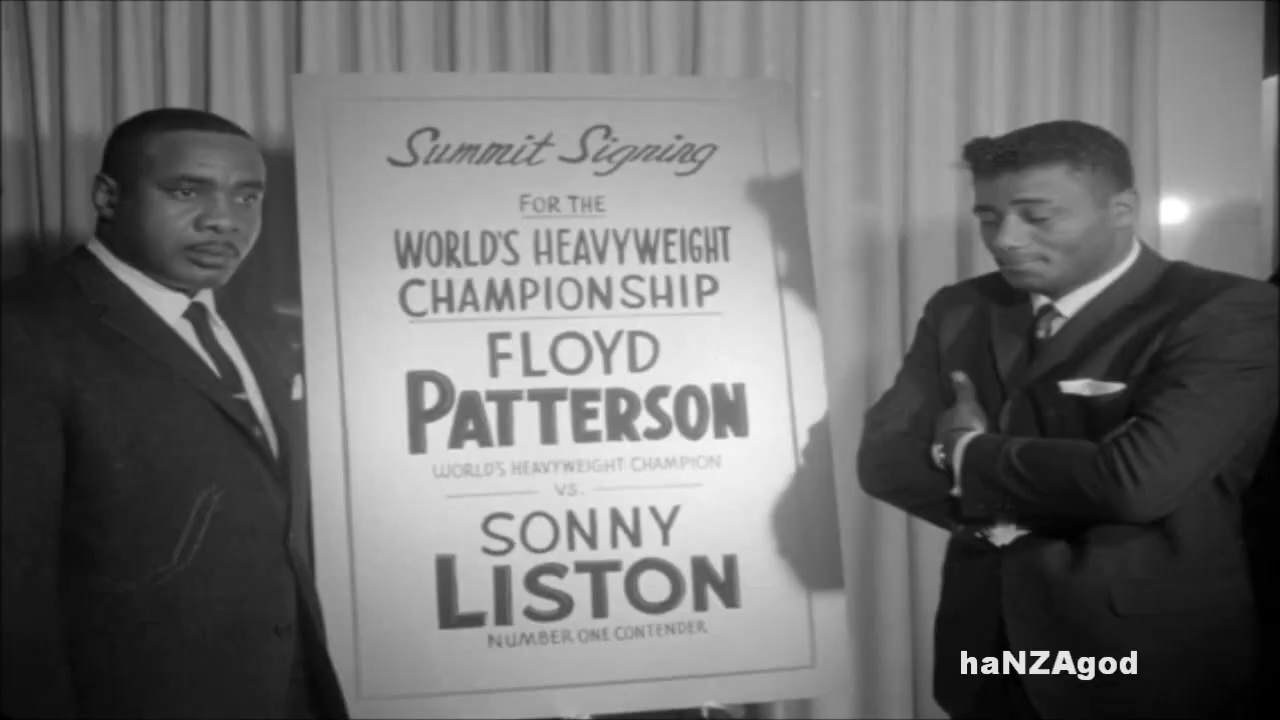 Summit Signing
FOR THE
WORLD'S HEAVYWEIGHT
CHAMPIONSHIP
FLOYD
PATTERSON
WORLD'S HEAVYWEIGHT CHAMPION
VS.
SONNY
LISTON
NUMBER ONE CONTENDER
haNZAgod